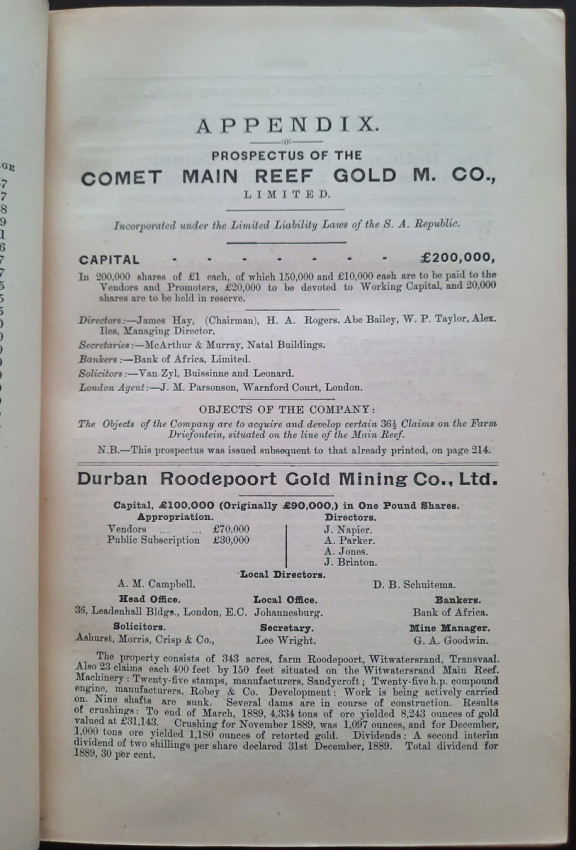 GE
7
7
8
9
1
6
7
7
5
5
5
APPENDIX.
:o:
PROSPECTUS OF THE
COMET MAIN REEF GOLD M. CO.,
LIMITED.
Incorporated under the Limited Liability Laws of the S. A. Republic.
CAPITAL - - - - - - - £200,000,
In 200,000 shares of £1 each, of which 150,000 and £10,000 cash are to be paid to the
Vendors and Promoters, £20,000 to be devoted to Working Capital, and 20,000
shares are to be held in reserve.
Directors:—James Hay, (Chairman), H. A. Rogers. Abe Bailey, W. P. Taylor, Alex.
Iles, Managing Director.
Secretaries:—McArthur & Murray, Natal Buildings.
Bankers:—Bank of Africa, Limited.
Solicitors:—Van Zyl, Buissinne and Leonard.
London Agent:—J. M. Parsonson, Warnford Court, London.
OBJECTS OF THE COMPANY:
The Objects of the Company are to acquire and develop certain 36½ Claims on the Farm
Driefontein, situated on the line of the Main Reef.
N.B.—This prospectus was issued subsequent to that already printed, on page 214.
Durban Roodepoort Gold Mining Co., Ltd.
Capital, £100,000 (Originally £90,000,) in One Pound Shares.
Appropriation. Directors.
Vendors ... ... £70,000 J. Napier.
Public Subscription £30,000 A. Parker.
A. Jones.
J. Brinton.
Local Directors.
A. M. Campbell. D. B. Schuitema.
Head Office. Local Office. Bankers.
36, Leadenhall Bldgs., London, E.C. Johannesburg. Bank of Africa.
Solicitors. Secretary. Mine Manager.
Ashurst, Morris, Crisp & Co., Lee Wright. G. A. Goodwin.
The property consists of 343 acres, farm Roodepoort, Witwatersrand, Transvaal.
Also 23 claims each 400 feet by 150 feet situated on the Witwatersrand Main Reef.
Machinery: Twenty-five stamps, manufacturers, Sandycroft; Twenty-five h.p. compound
engine, manufacturers, Robey & Co. Development: Work is being actively carried
on. Nine shafts are sunk. Several dams are in course of construction. Results
of crushings: To end of March, 1889, 4,334 tons of ore yielded 8,243 ounces of gold
valued at £31,143. Crushing for November 1889, was 1,097 ounces, and for December,
1,000 tons ore yielded 1,180 ounces of retorted gold. Dividends: A second interim
dividend of two shillings per share declared 31st December, 1889. Total dividend for
1889, 30 per cent.